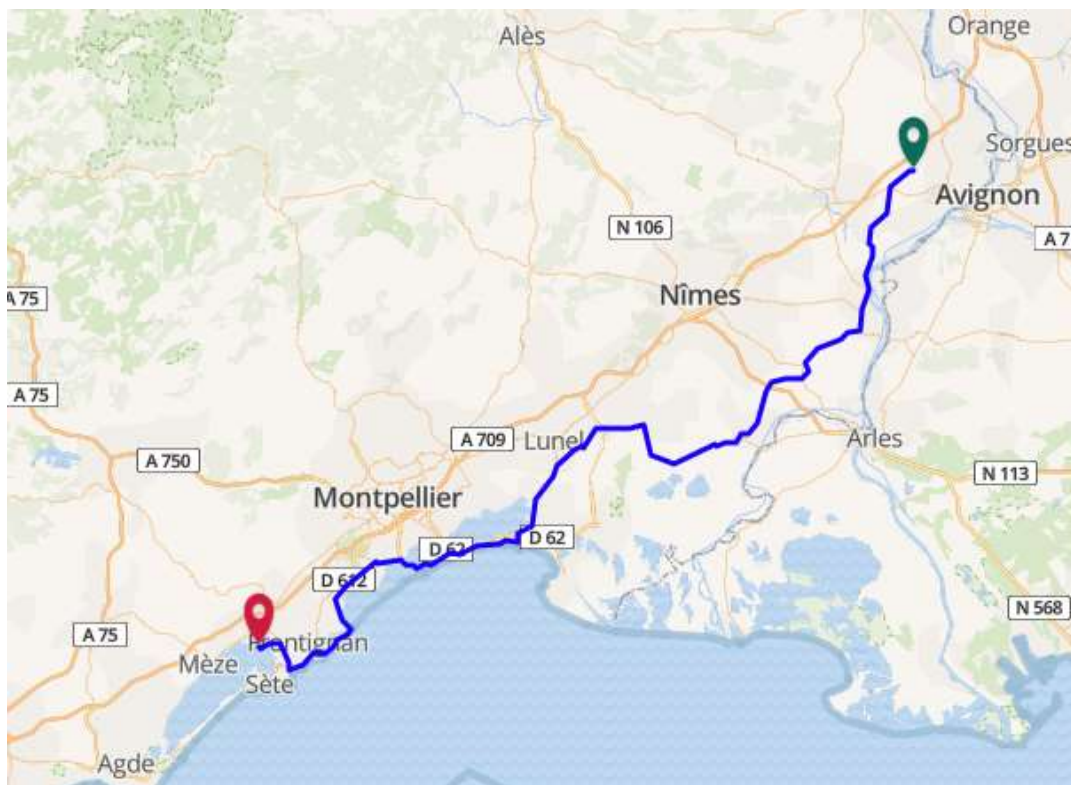 Orange
Alès
Sorgues
Avignon
N 106
A 7
Nîmes
A 75
A 75
Lunel
A 709
Arles
A 750
N 113
Montpellier
D 62
D 62
D 612
N 568
A 75
Frontignan
Mèze
Sète
Agde